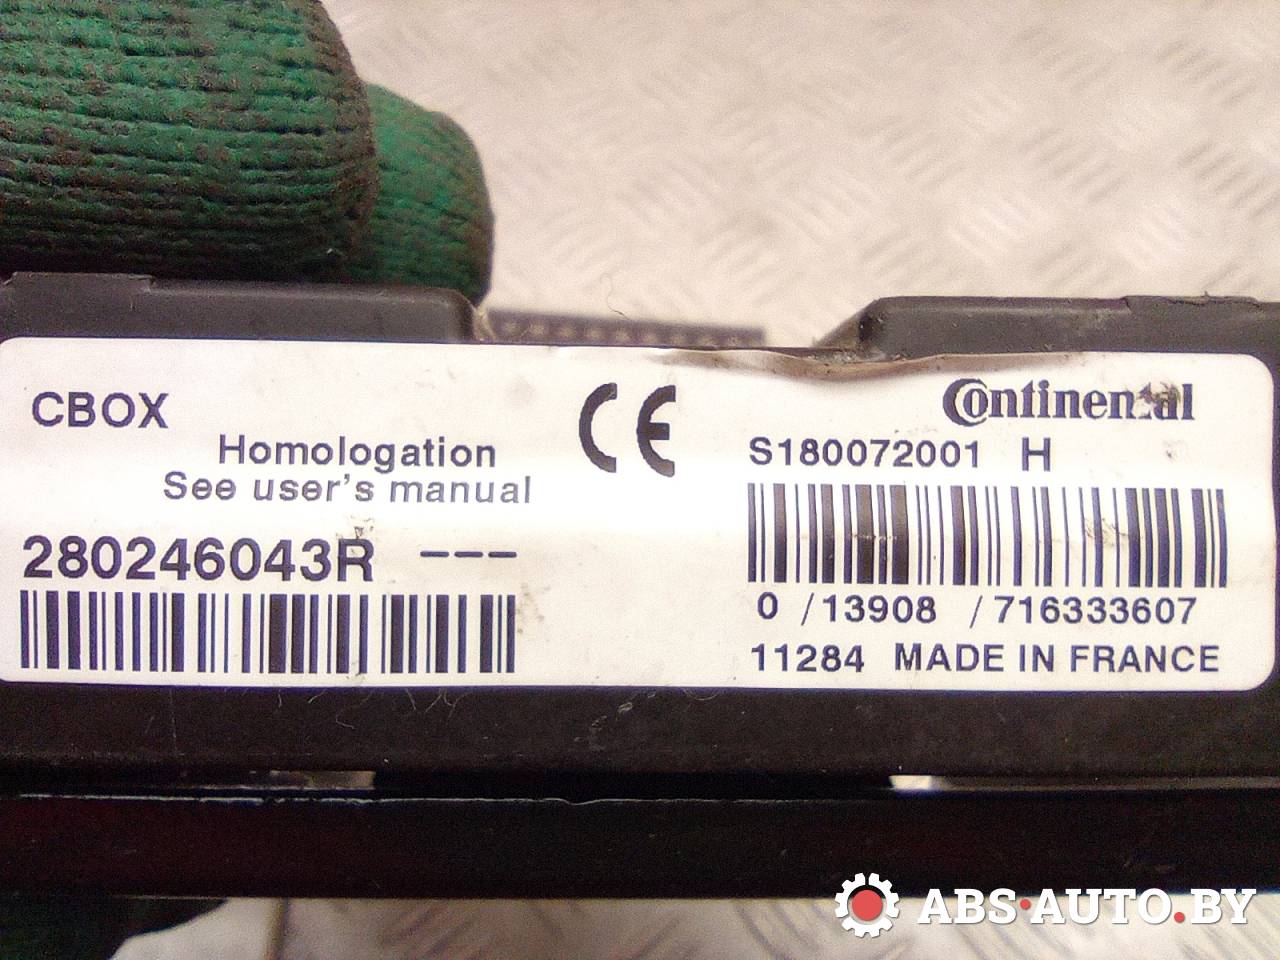 CBOX
Homologation
See user's manual
280246043R ---
CE
Continental
S180072001 H
0 /13908 /716333607
11284 MADE IN FRANCE
ABS-AUTO.BY